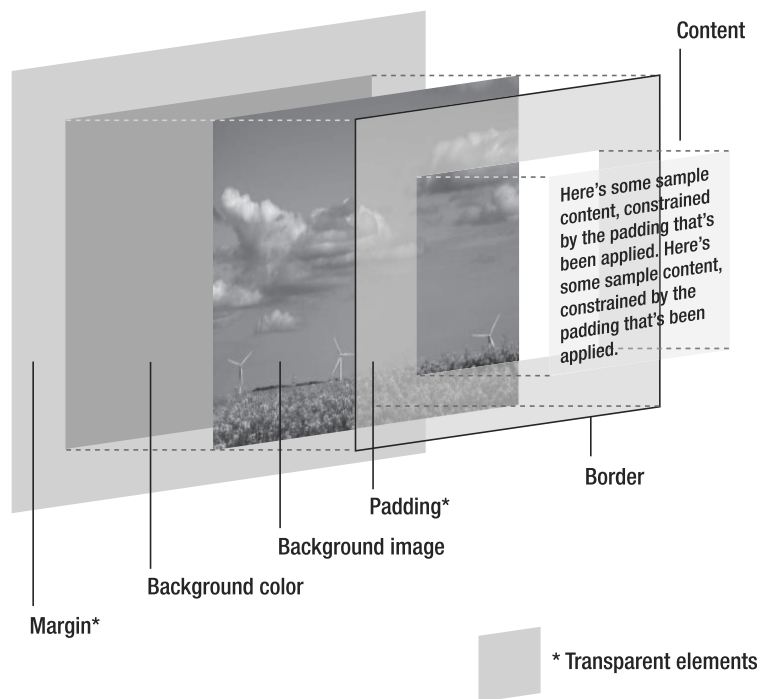 Content
Here's some sample
content, constrained
by the padding that's
been applied. Here's
some sample content,
constrained by the
padding that's been
applied.
Border
Padding*
Background image
Background color
Margin*
* Transparent elements